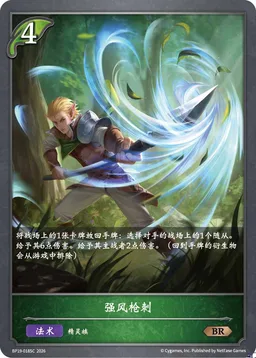 4
将战场上的1张卡牌放回手牌：选择对手的战场上的1个随从。
给予其6点伤害。给予其主战者2点伤害。（回到手牌的衍生物
会从游戏中排除）
强风枪刺
法术 精灵族 BR
BP19-018SC 2026 © Cygames, Inc. Published by NetEase Games